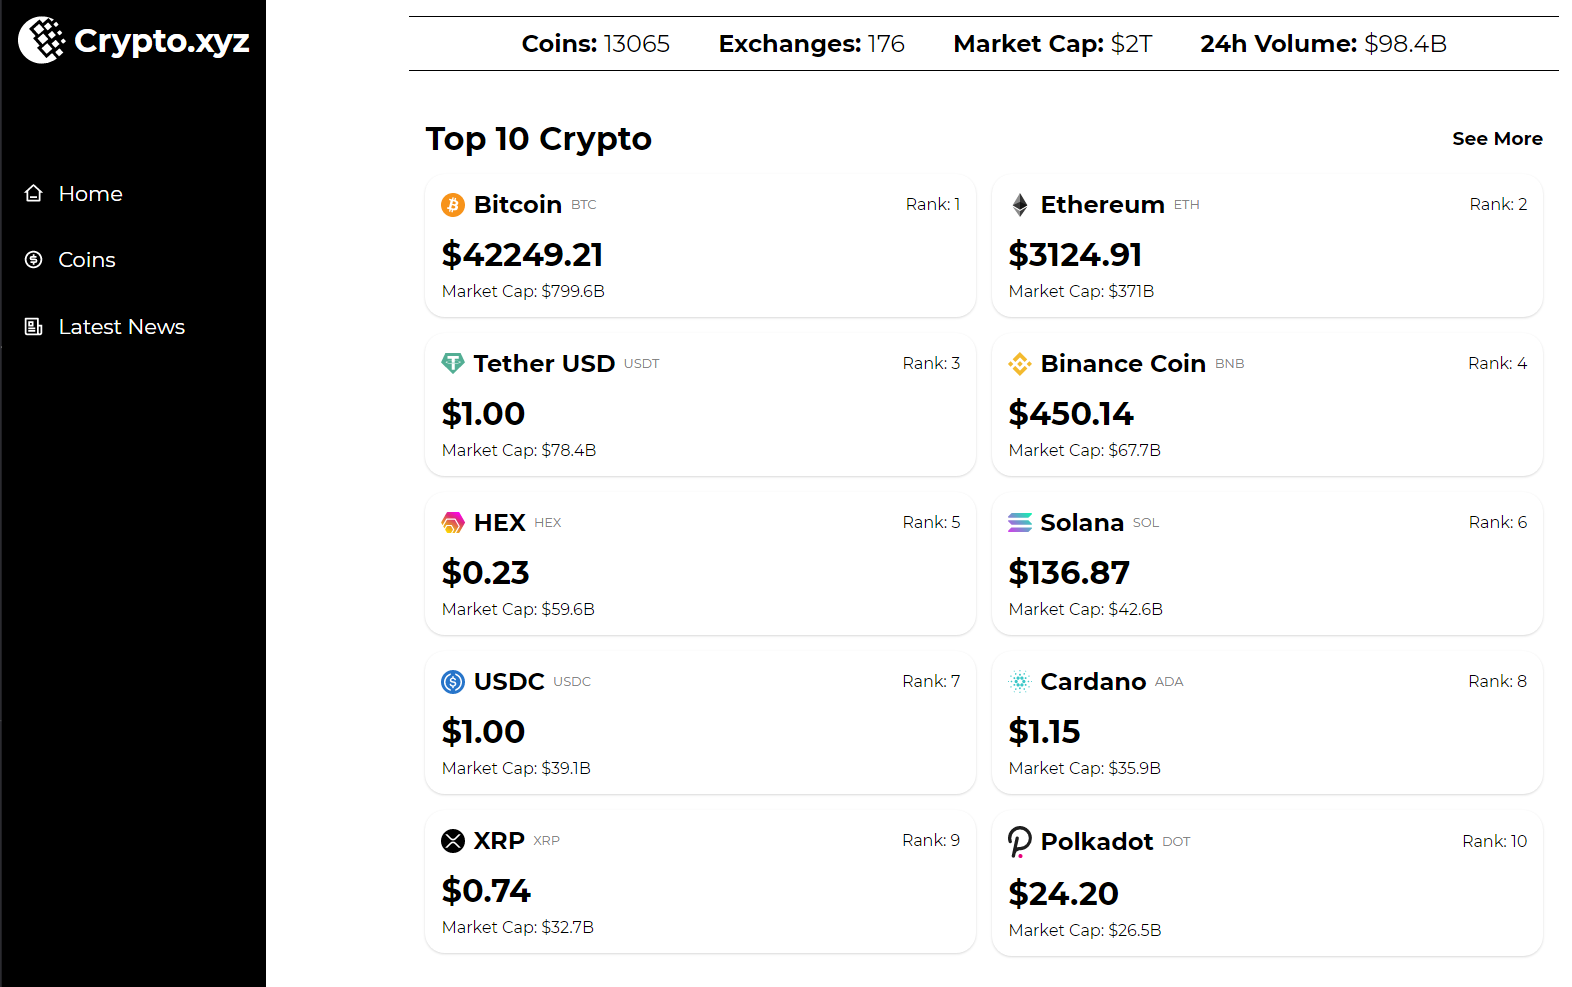 Crypto.xyz
Home
Coins
Latest News
Coins: 13065 Exchanges: 176 Market Cap: $2T 24h Volume: $98.4B
Top 10 Crypto See More
Bitcoin BTC Rank: 1
$42249.21
Market Cap: $799.6B
Ethereum ETH Rank: 2
$3124.91
Market Cap: $371B
Tether USD USDT Rank: 3
$1.00
Market Cap: $78.4B
Binance Coin BNB Rank: 4
$450.14
Market Cap: $67.7B
HEX HEX Rank: 5
$0.23
Market Cap: $59.6B
Solana SOL Rank: 6
$136.87
Market Cap: $42.6B
USDC USDC Rank: 7
$1.00
Market Cap: $39.1B
Cardano ADA Rank: 8
$1.15
Market Cap: $35.9B
XRP XRP Rank: 9
$0.74
Market Cap: $32.7B
Polkadot DOT Rank: 10
$24.20
Market Cap: $26.5B